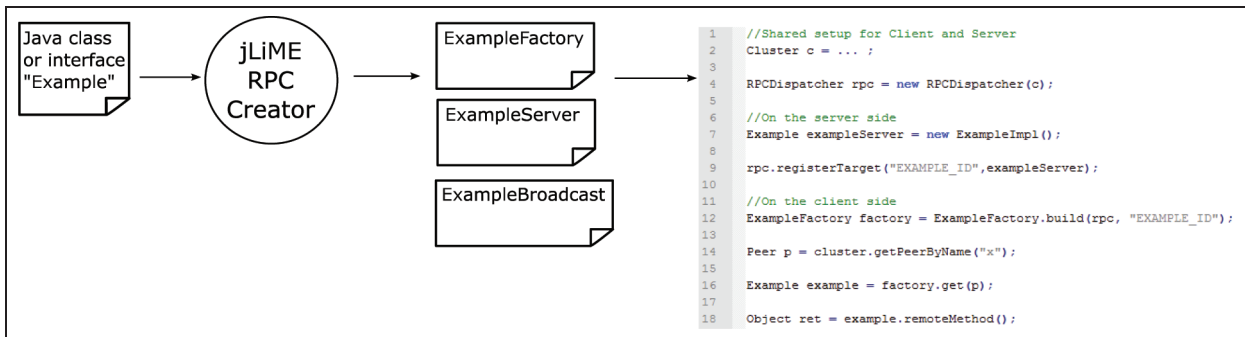 Java class
or interface
"Example"
jLiME
RPC
Creator
ExampleFactory
ExampleServer
ExampleBroadcast
1 //Shared setup for Client and Server
2 Cluster c = ... ;
3
4 RPCDispatcher rpc = new RPCDispatcher(c);
5
6 //On the server side
7 Example exampleServer = new ExampleImpl();
8
9 rpc.registerTarget("EXAMPLE_ID",exampleServer);
10
11 //On the client side
12 ExampleFactory factory = ExampleFactory.build(rpc, "EXAMPLE_ID");
13
14 Peer p = cluster.getPeerByName("x");
15
16 Example example = factory.get(p);
17
18 Object ret = example.remoteMethod();